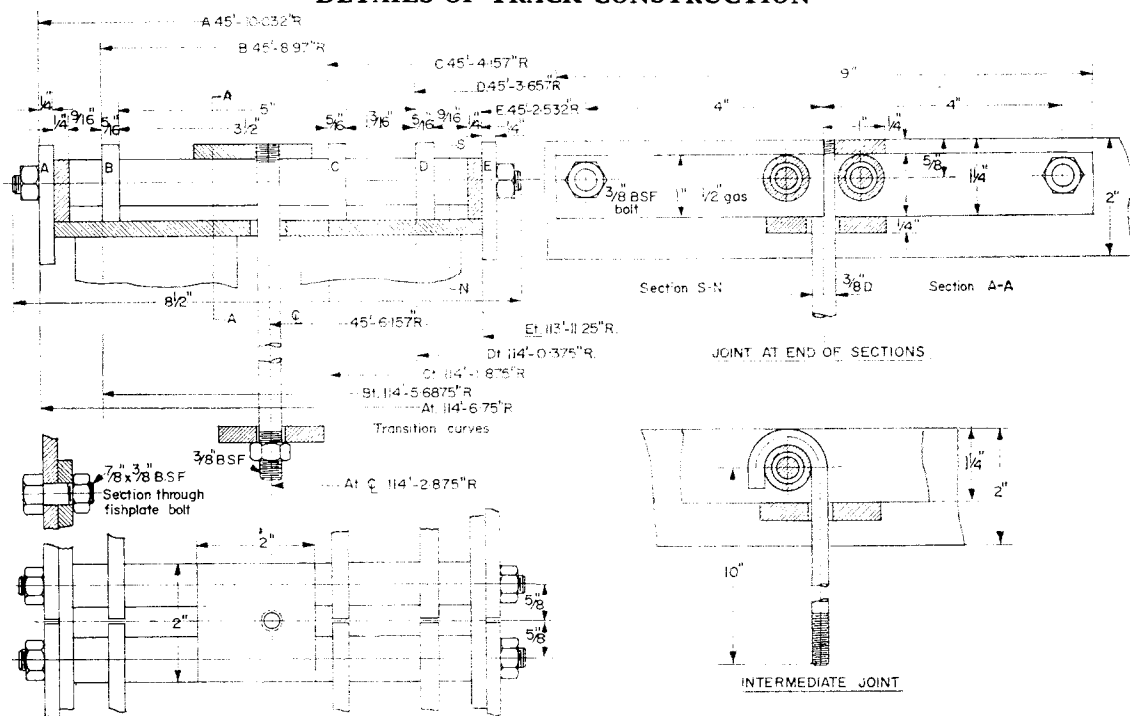 DETAILS OF TRACK CONSTRUCTION
A 45'-10·032"R
B 45'-8·97"R
C 45'-4·157"R
D 45'-3·657"R
E 45'-2·532"R
9"
4"
4"
1/4"
1/4"
9/16"
5/16"
A
5"
3 1/2"
5/16"
3/16"
5/16"
9/16"
1/4"
1/4"
S
1"
1/4"
5/8"
1 1/4"
2"
A
B
C
D
E
3/8" BSF
bolt
1"
1/2" gas
1/4"
Section S-N
3/8 D
Section A-A
8 1/2"
N
A
℄
45'-6·157"R
Et. 113'-11·25"R.
Dt 114'-0·375"R.
Ct 114'-1·875"R
Bt. 114'-5·6875"R
At. 114'-6·75"R
Transition curves
JOINT AT END OF SECTIONS
3/8" BSF
At ℄ 114'-2·875"R
7/8" x 3/8" B.S.F
Section through
fishplate bolt
2"
2"
5/8"
5/8"
1 1/4"
2"
10"
INTERMEDIATE JOINT